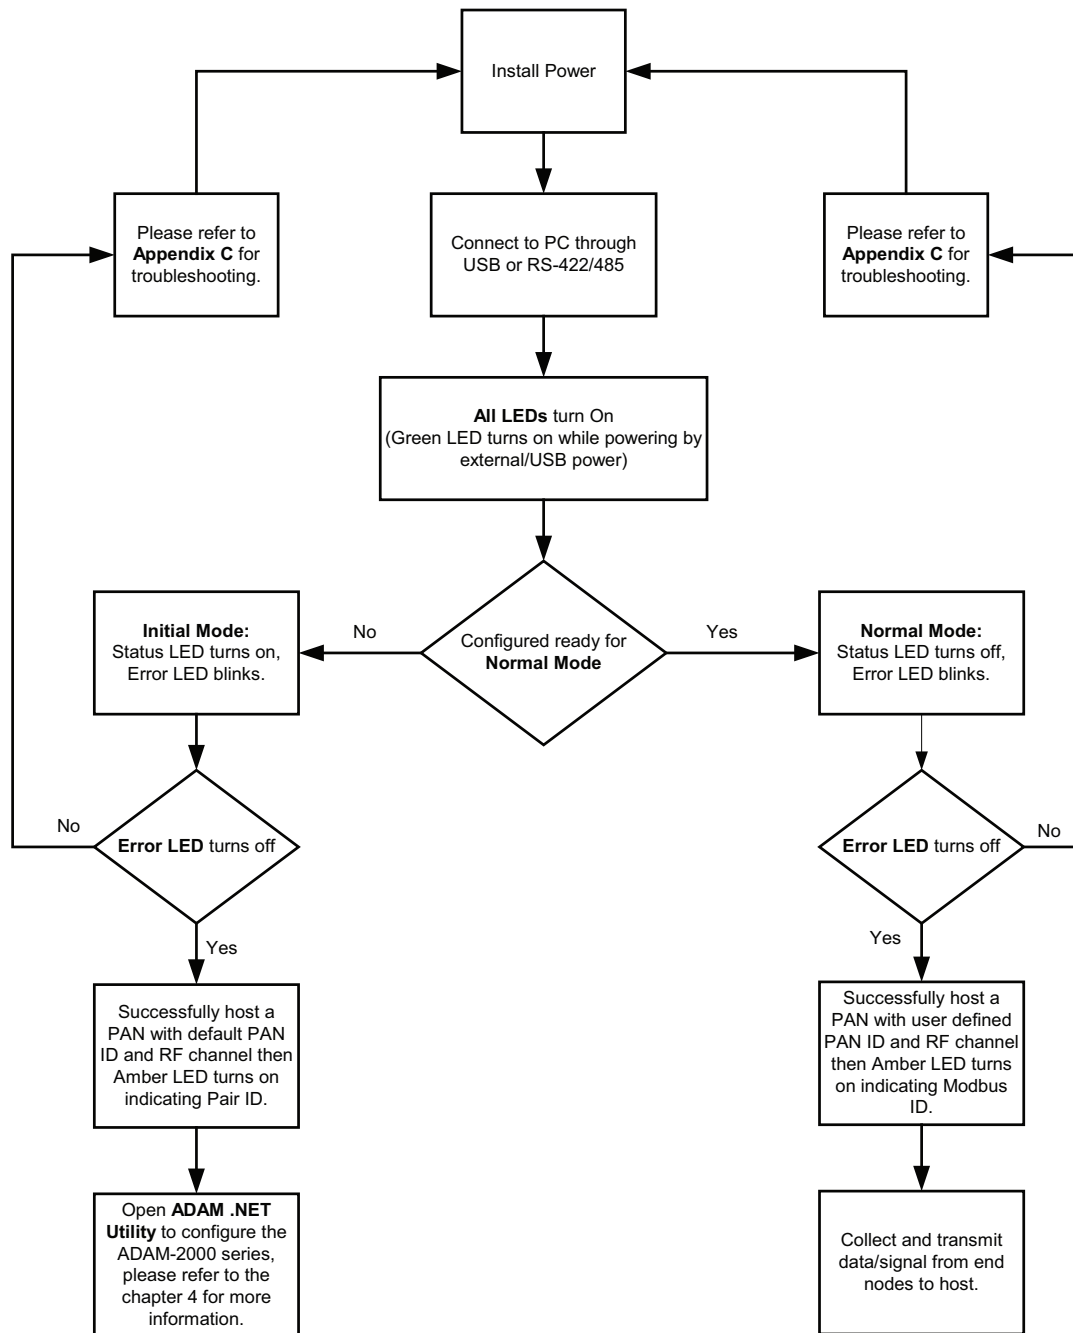 Install Power
Please refer to
Appendix C for
troubleshooting.
Connect to PC through
USB or RS-422/485
Please refer to
Appendix C for
troubleshooting.
All LEDs turn On
(Green LED turns on while powering by
external/USB power)
Initial Mode:
Status LED turns on,
Error LED blinks.
No
Configured ready for
Normal Mode
Yes
Normal Mode:
Status LED turns off,
Error LED blinks.
No
Error LED turns off
Error LED turns off
No
Yes
Yes
Successfully host a
PAN with default PAN
ID and RF channel then
Amber LED turns on
indicating Pair ID.
Successfully host a
PAN with user defined
PAN ID and RF channel
then Amber LED turns
on indicating Modbus
ID.
Open ADAM .NET
Utility to configure the
ADAM-2000 series,
please refer to the
chapter 4 for more
information.
Collect and transmit
data/signal from end
nodes to host.